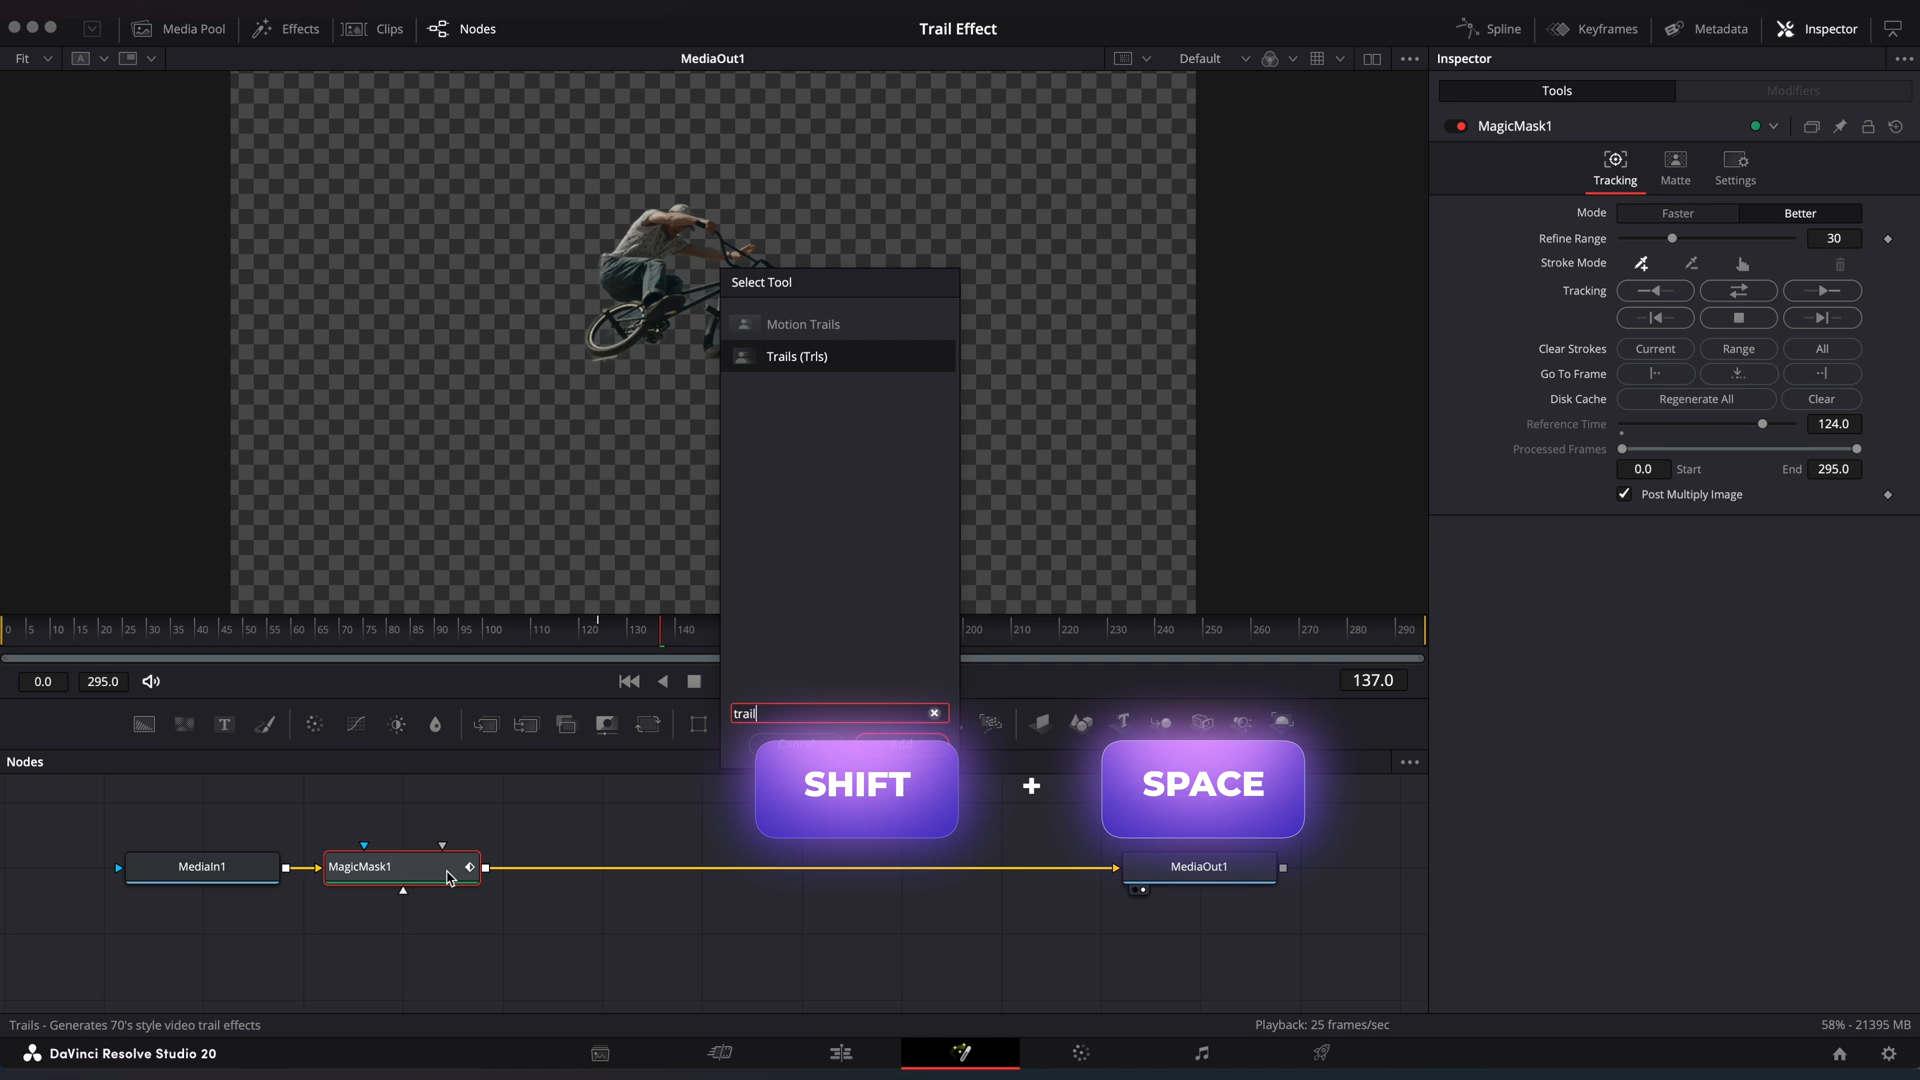 Media Pool
Effects
Clips
Nodes
Trail Effect
Spline
Keyframes
Metadata
Inspector
Fit
A
MediaOut1
Default
Inspector
Tools
Modifiers
MagicMask1
Tracking
Matte
Settings
Mode
Faster
Better
Refine Range
30
Stroke Mode
Tracking
Clear Strokes
Current
Range
All
Go To Frame
Disk Cache
Regenerate All
Clear
Reference Time
124.0
Processed Frames
0.0
Start
End
295.0
Post Multiply Image
Select Tool
Motion Trails
Trails (Trls)
0 5 10 15 20 25 30 35 40 45 50 55 60 65 70 75 80 85 90 95 100 110 120 130 140 200 210 220 230 240 250 260 270 280 290
0.0
295.0
137.0
T
trail
T
Cancel
Add
Nodes
SHIFT
+
SPACE
MediaIn1
MagicMask1
MediaOut1
Trails - Generates 70's style video trail effects
Playback: 25 frames/sec
58% - 21395 MB
DaVinci Resolve Studio 20